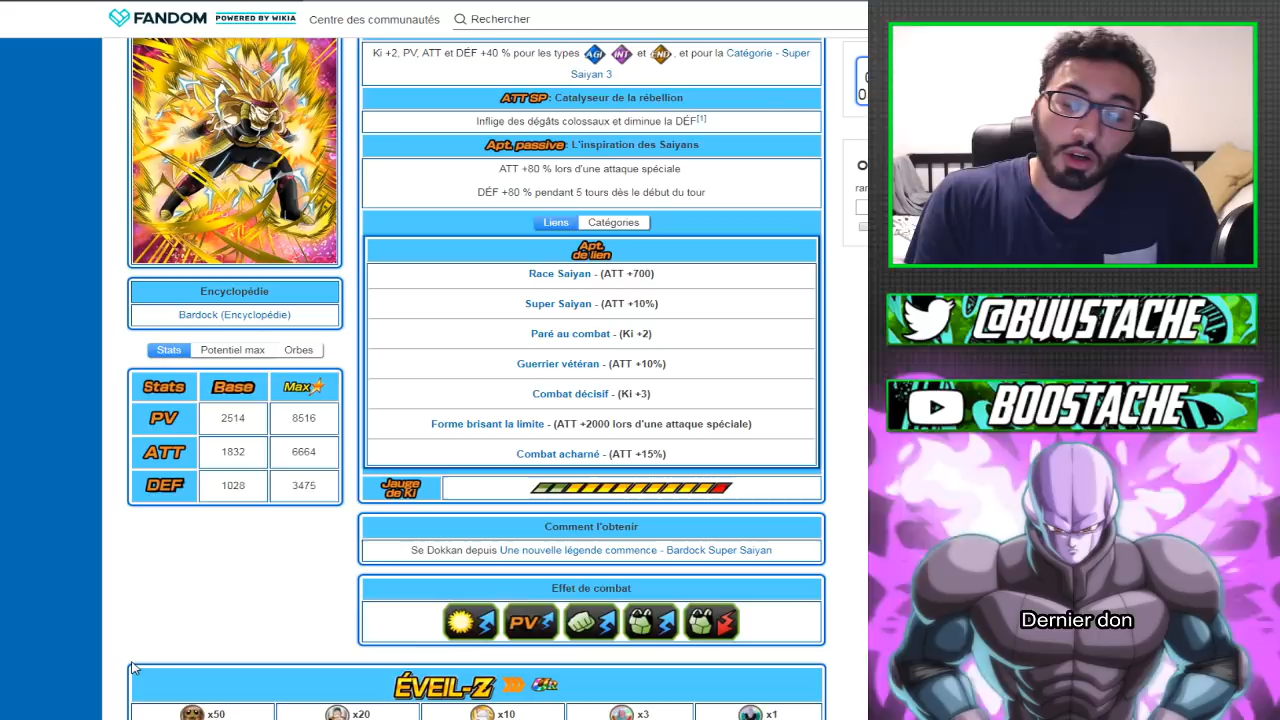 FANDOM POWERED BY WIKIA
Centre des communautés
Rechercher
Ki +2, PV, ATT et DÉF +40 % pour les types AGI INT et END, et pour la Catégorie - Super
Saiyan 3
ATT SP: Catalyseur de la rébellion
Inflige des dégâts colossaux et diminue la DÉF[1]
Apt. passive: L'inspiration des Saiyans
ATT +80 % lors d'une attaque spéciale
DÉF +80 % pendant 5 tours dès le début du tour
Liens
Catégories
Apt.
de lien
Race Saiyan - (ATT +700)
Super Saiyan - (ATT +10%)
Paré au combat - (Ki +2)
Guerrier vétéran - (ATT +10%)
Combat décisif - (Ki +3)
Forme brisant la limite - (ATT +2000 lors d'une attaque spéciale)
Combat acharné - (ATT +15%)
Jauge
de Ki
Comment l'obtenir
Se Dokkan depuis Une nouvelle légende commence - Bardock Super Saiyan
Effet de combat
PV
Encyclopédie
Bardock (Encyclopédie)
Stats
Potentiel max
Orbes
Stats Base Max
PV 2514 8516
ATT 1832 6664
DEF 1028 3475
ÉVEIL-Z
x50
x20
x10
x3
x1
@BUUSTACHE
BOOSTACHE
Dernier don